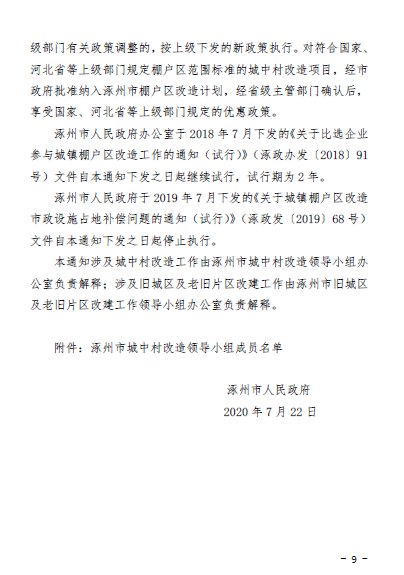 级部门有关政策调整的，按上级下发的新政策执行。对符合国家、
河北省等上级部门规定棚户区范围标准的城中村改造项目，经市
政府批准纳入涿州市棚户区改造计划，经省级主管部门确认后，
享受国家、河北省等上级部门规定的优惠政策。
涿州市人民政府办公室于2018年7月下发的《关于比选企业
参与城镇棚户区改造工作的通知（试行）》（涿政办发〔2018〕91
号）文件自本通知下发之日起继续试行，试行期为2年。
涿州市人民政府于2019年7月下发的《关于城镇棚户区改造
市政设施占地补偿问题的通知（试行）》（涿政发〔2019〕68号）
文件自本通知下发之日起停止执行。
本通知涉及城中村改造工作由涿州市城中村改造领导小组办
公室负责解释；涉及旧城区及老旧片区改建工作由涿州市旧城区
及老旧片区改建工作领导小组办公室负责解释。
附件：涿州市城中村改造领导小组成员名单
涿州市人民政府
2020年7月22日
－ 9 －